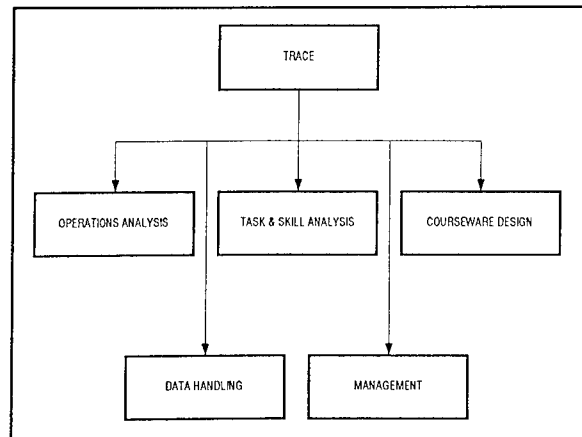 TRACE
OPERATIONS ANALYSIS
TASK & SKILL ANALYSIS
COURSEWARE DESIGN
DATA HANDLING
MANAGEMENT